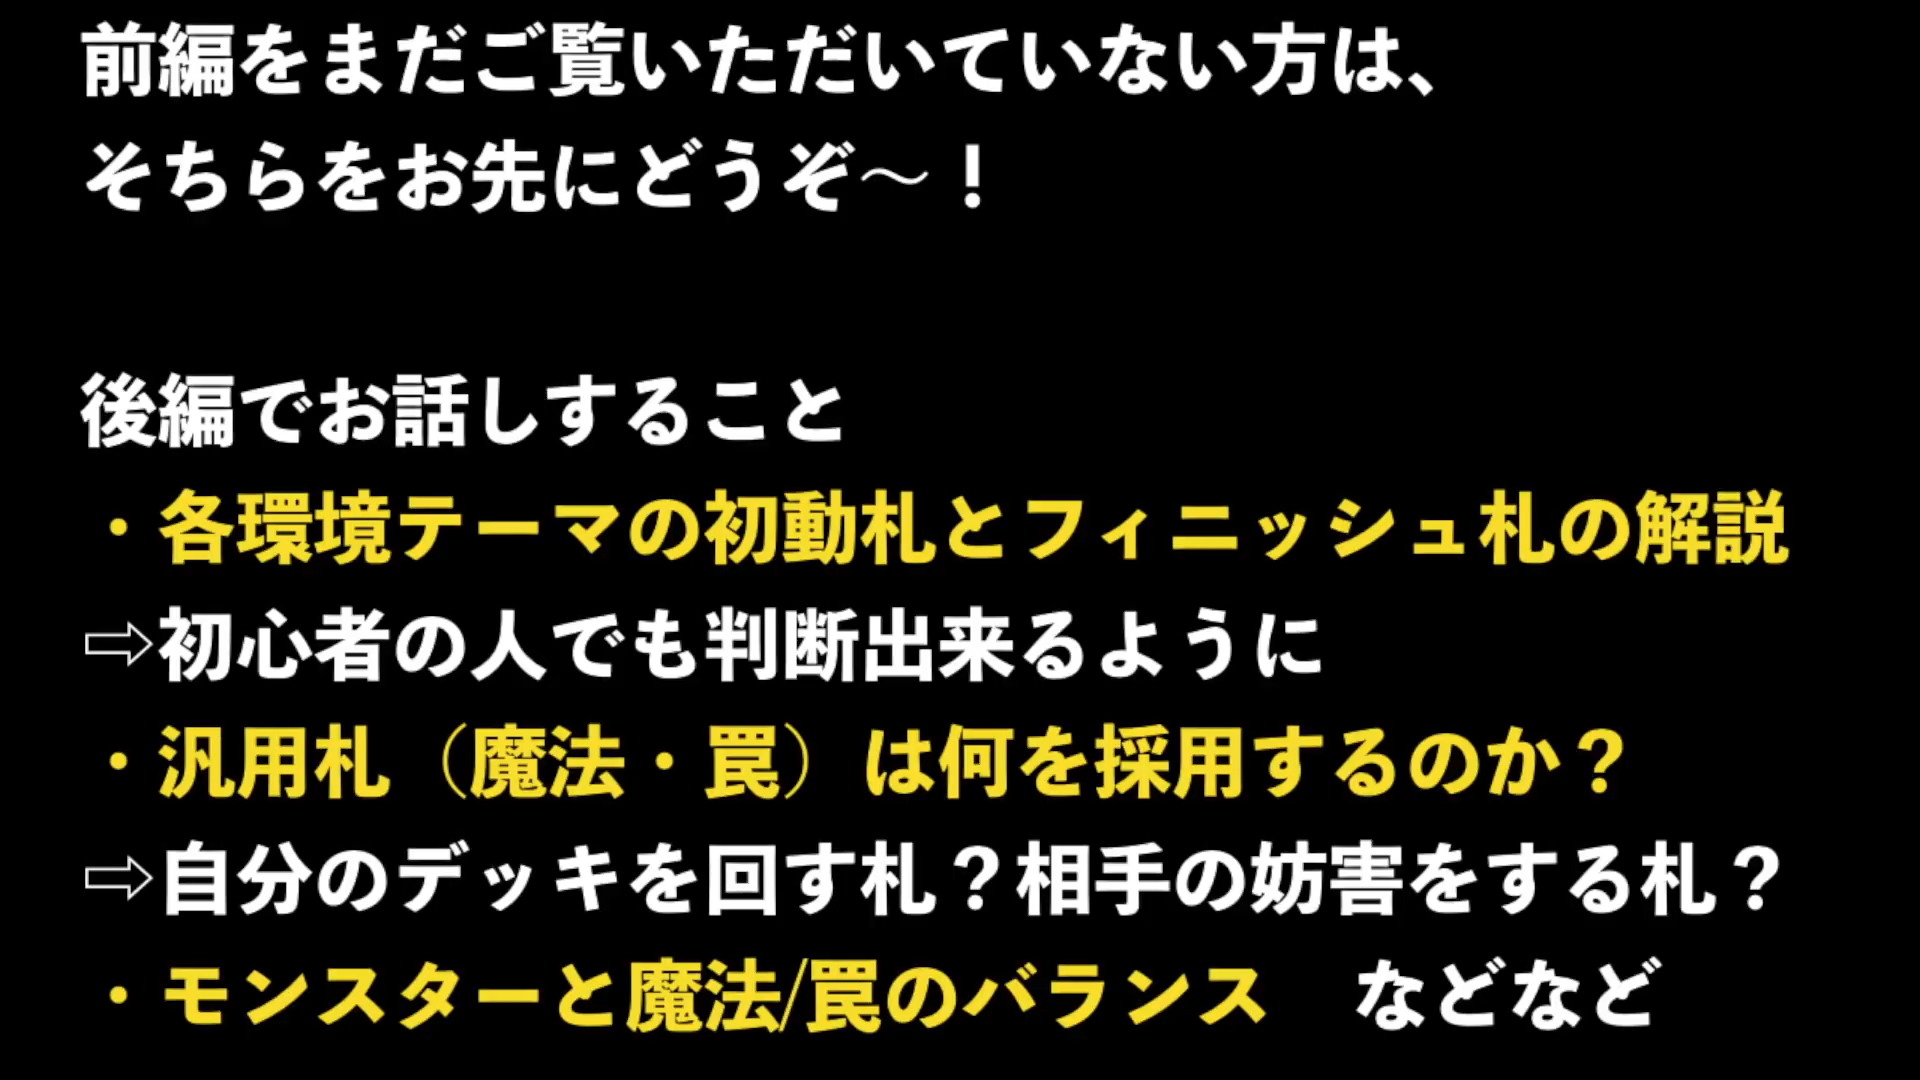 前編をまだご覧いただいていない方は、
そちらをお先にどうぞ〜！
後編でお話しすること
・各環境テーマの初動札とフィニッシュ札の解説
⇨初心者の人でも判断出来るように
・汎用札（魔法・罠）は何を採用するのか？
⇨自分のデッキを回す札？相手の妨害をする札？
・モンスターと魔法/罠のバランス　などなど